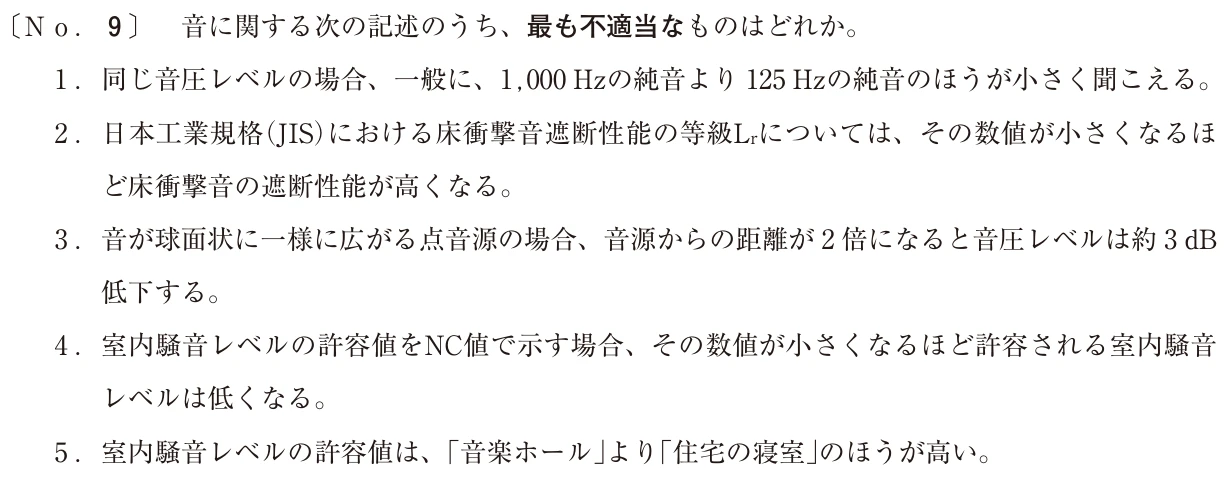 〔No. 9〕 音に関する次の記述のうち、最も不適当なものはどれか。
1. 同じ音圧レベルの場合、一般に、1,000 Hzの純音より 125 Hzの純音のほうが小さく聞こえる。
2. 日本工業規格(JIS)における床衝撃音遮断性能の等級Lrについては、その数値が小さくなるほ
ど床衝撃音の遮断性能が高くなる。
3. 音が球面状に一様に広がる点音源の場合、音源からの距離が 2 倍になると音圧レベルは約 3 dB
低下する。
4. 室内騒音レベルの許容値をNC値で示す場合、その数値が小さくなるほど許容される室内騒音
レベルは低くなる。
5. 室内騒音レベルの許容値は、「音楽ホール」より「住宅の寝室」のほうが高い。